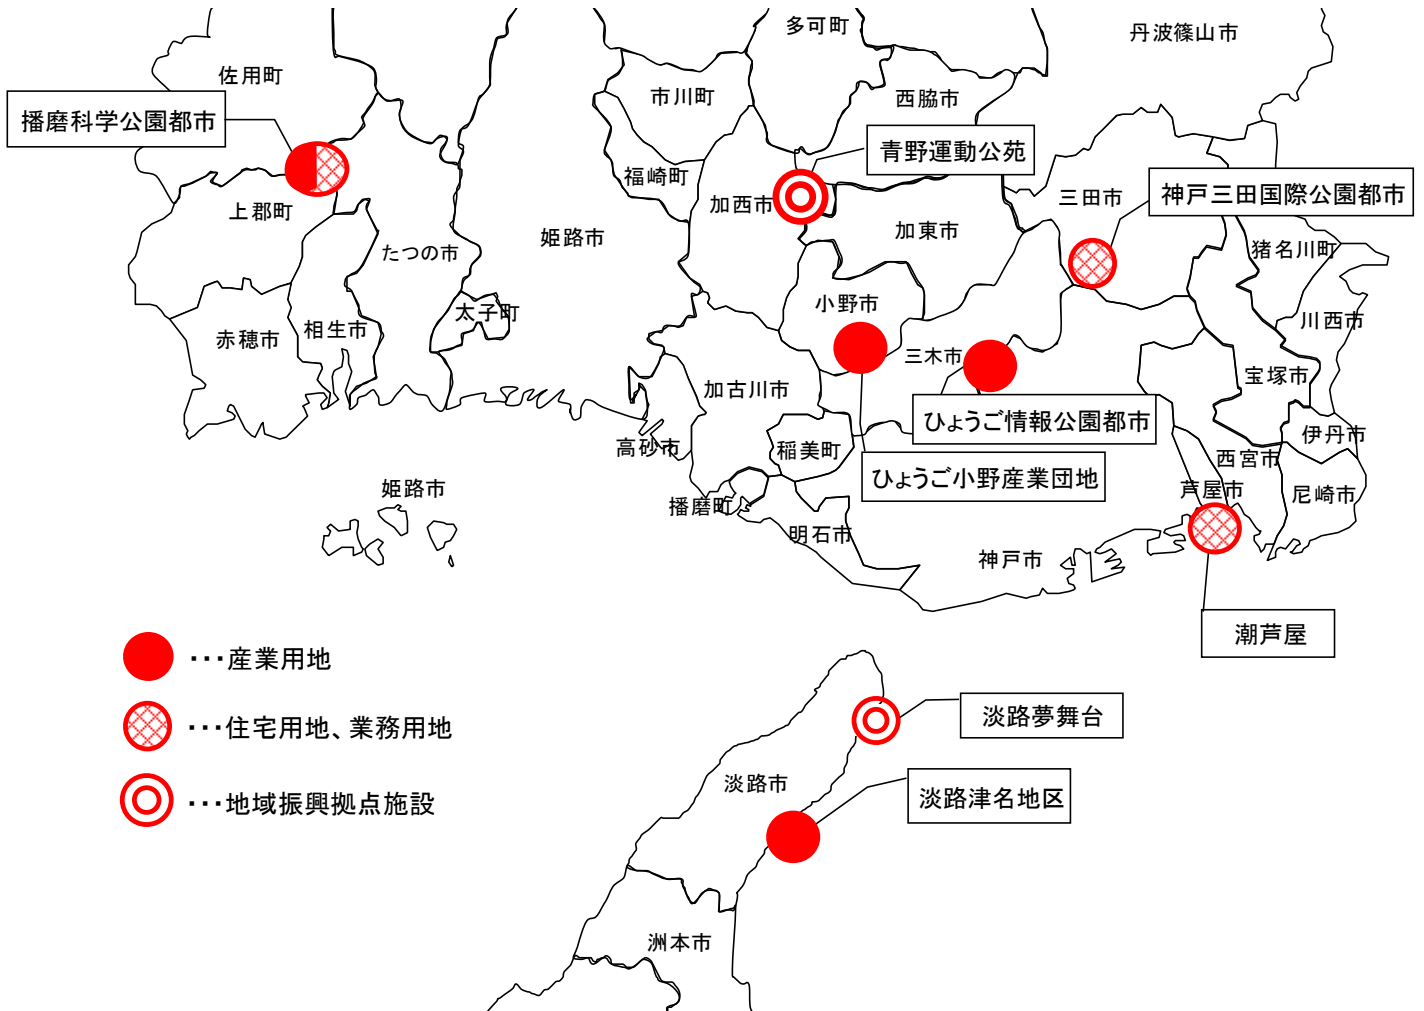 多可町
丹波篠山市
佐用町
市川町
西脇市
播磨科学公園都市
青野運動公苑
福崎町
三田市
神戸三田国際公園都市
上郡町
加西市
加東市
姫路市
たつの市
猪名川町
小野市
太子町
赤穂市
相生市
三木市
川西市
宝塚市
加古川市
ひょうご情報公園都市
伊丹市
高砂市
稲美町
西宮市
ひょうご小野産業団地
姫路市
芦屋市
尼崎市
播磨町
明石市
神戸市
潮芦屋
・・・産業用地
淡路夢舞台
・・・住宅用地、業務用地
淡路市
淡路津名地区
・・・地域振興拠点施設
洲本市